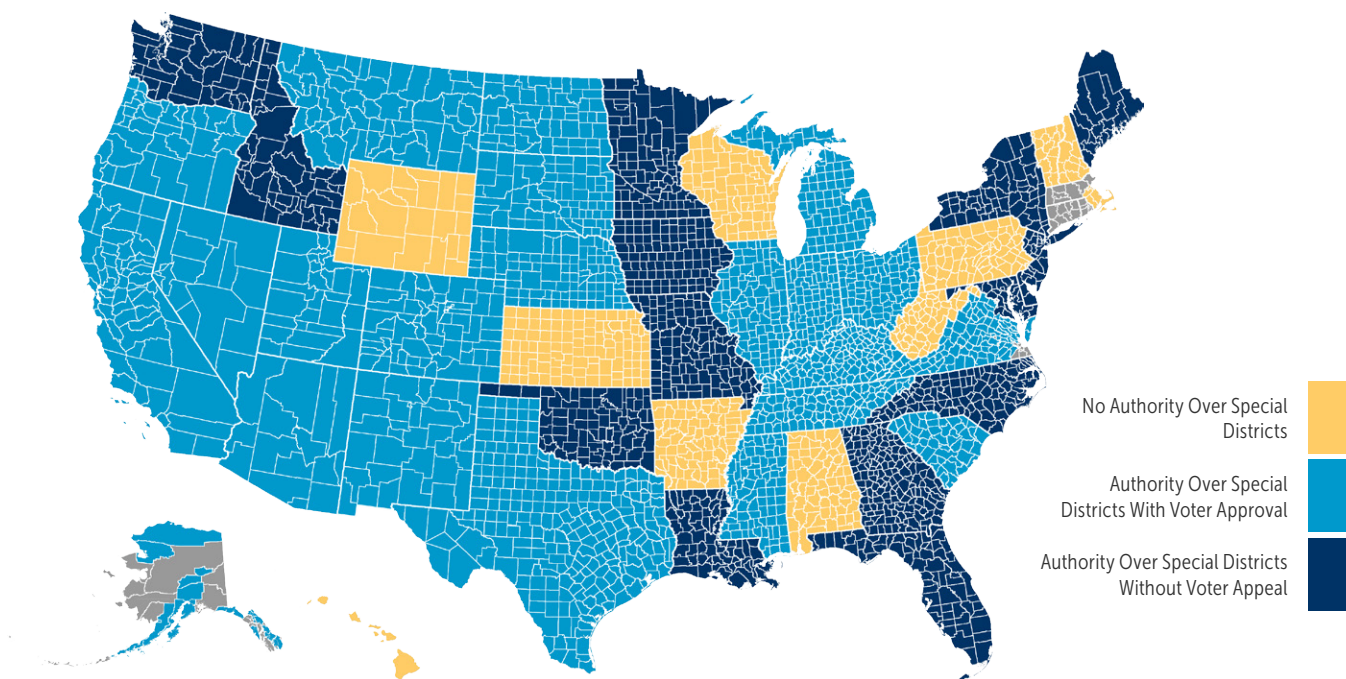 No Authority Over Special
Districts
Authority Over Special
Districts With Voter Approval
Authority Over Special Districts
Without Voter Appeal